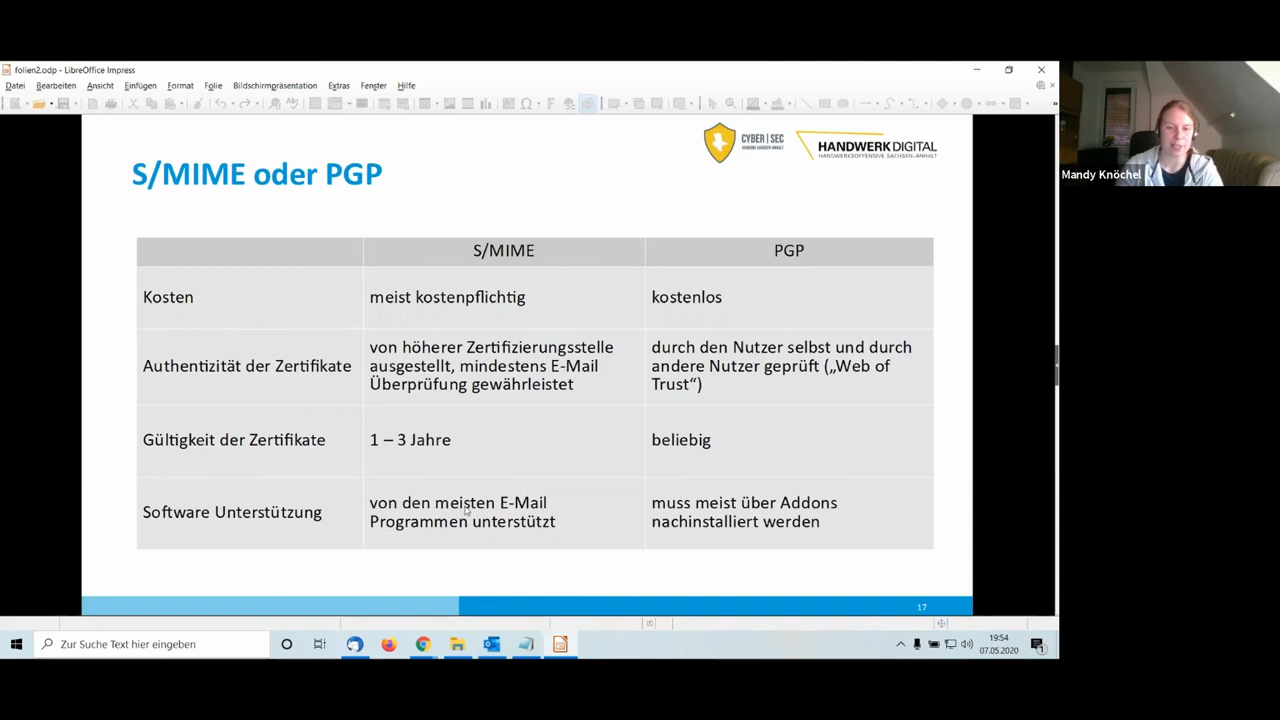 folien2.odp - LibreOffice Impress
Datei Bearbeiten Ansicht Einfügen Format Folie Bildschirmpräsentation Extras Fenster Hilfe
CYBER | SEC
HANDWERK DIGITAL
HANDWERKSOFFENSIVE SACHSEN-ANHALT
Mandy Knöchel
S/MIME oder PGP
S/MIME PGP
Kosten
meist kostenpflichtig
kostenlos
Authentizität der Zertifikate
von höherer Zertifizierungsstelle
ausgestellt, mindestens E-Mail
Überprüfung gewährleistet
durch den Nutzer selbst und durch
andere Nutzer geprüft („Web of
Trust“)
Gültigkeit der Zertifikate
1 – 3 Jahre
beliebig
Software Unterstützung
von den meisten E-Mail
Programmen unterstützt
muss meist über Addons
nachinstalliert werden
17
Zur Suche Text hier eingeben
19:54
07.05.2020